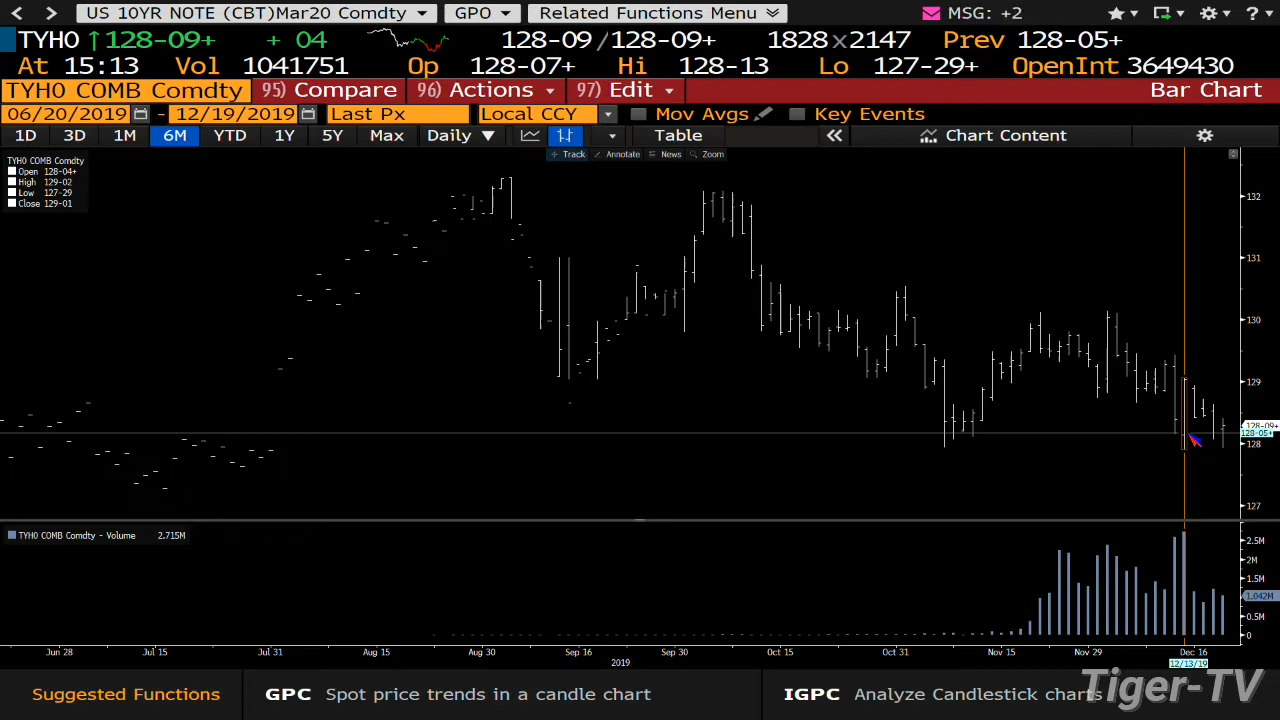 US 10YR NOTE (CBT)Mar20 Comdty GPO Related Functions Menu MSG: +2 ?
TYH0 ↑128-09+ + 04 128-09/128-09+ 1828x2147 Prev 128-05+
At 15:13 Vol 1041751 Op 128-07+ Hi 128-13 Lo 127-29+ OpenInt 3649430
TYH0 COMB Comdty 95) Compare 96) Actions 97) Edit Bar Chart
06/20/2019 - 12/19/2019 Last Px Local CCY Mov Avgs Key Events
1D 3D 1M 6M YTD 1Y 5Y Max Daily ▼ Table « Chart Content
Track Annotate News Zoom
TYH0 COMB Comdty
Open 128-04+
High 129-02
Low 127-29
Close 129-01
132
131
130
129
128-09+
128-05+
128
127
TYH0 COMB Comdty - Volume 2.715M
2.5M
2M
1.5M
1.042M
0.5M
0
Jun 28 Jul 15 Jul 31 Aug 15 Aug 30 Sep 16 Sep 30 Oct 15 Oct 31 Nov 15 Nov 29 Dec 16
2019 12/13/19
Suggested Functions GPC Spot price trends in a candle chart IGPC Analyze Candlestick charts
Tiger-TV